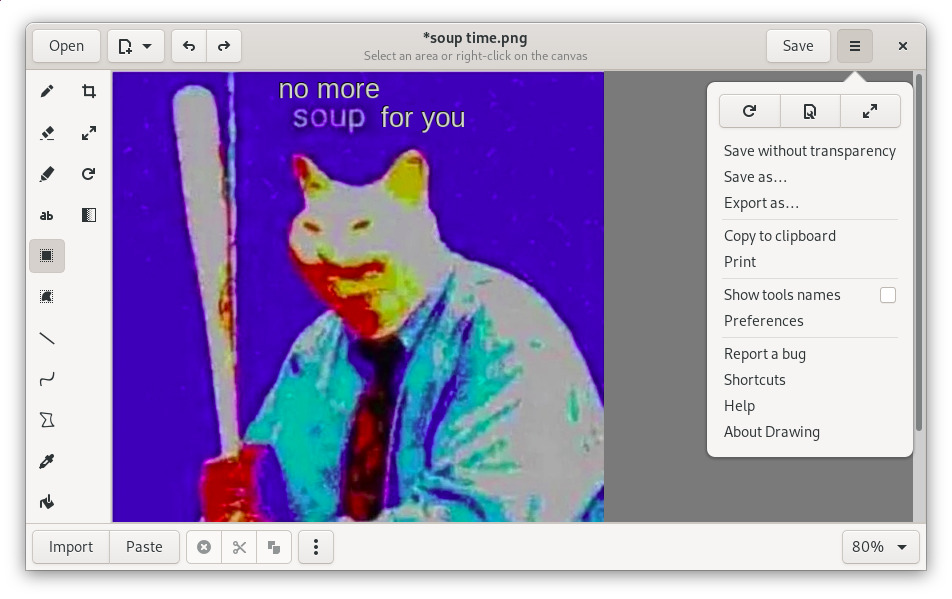 Open
*soup time.png
Select an area or right-click on the canvas
Save
no more
soup for you
ab
Save without transparency
Save as…
Export as…
Copy to clipboard
Print
Show tools names
Preferences
Report a bug
Shortcuts
Help
About Drawing
Import
Paste
80%